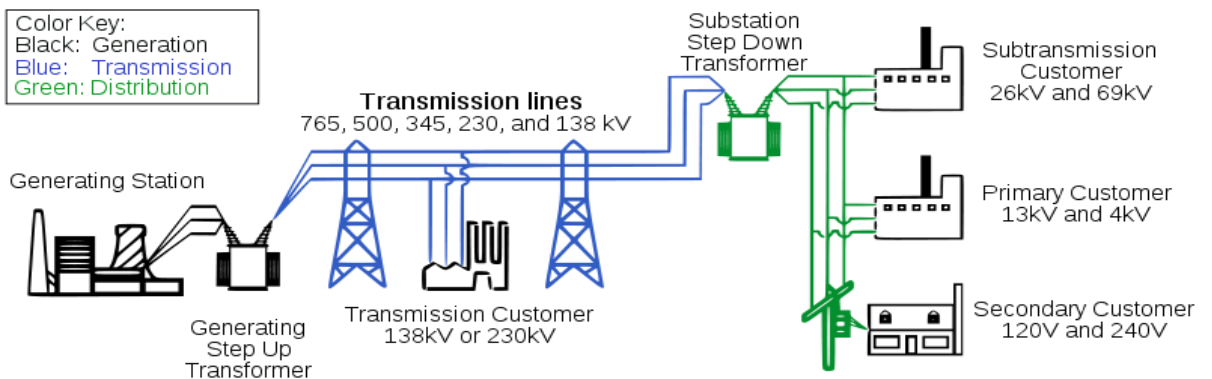 Color Key:
Black: Generation
Blue: Transmission
Green: Distribution
Substation
Step Down
Transformer
Subtransmission
Customer
26kV and 69kV
Transmission lines
765, 500, 345, 230, and 138 kV
Generating Station
Primary Customer
13kV and 4kV
Transmission Customer
138kV or 230kV
Generating
Step Up
Transformer
Secondary Customer
120V and 240V